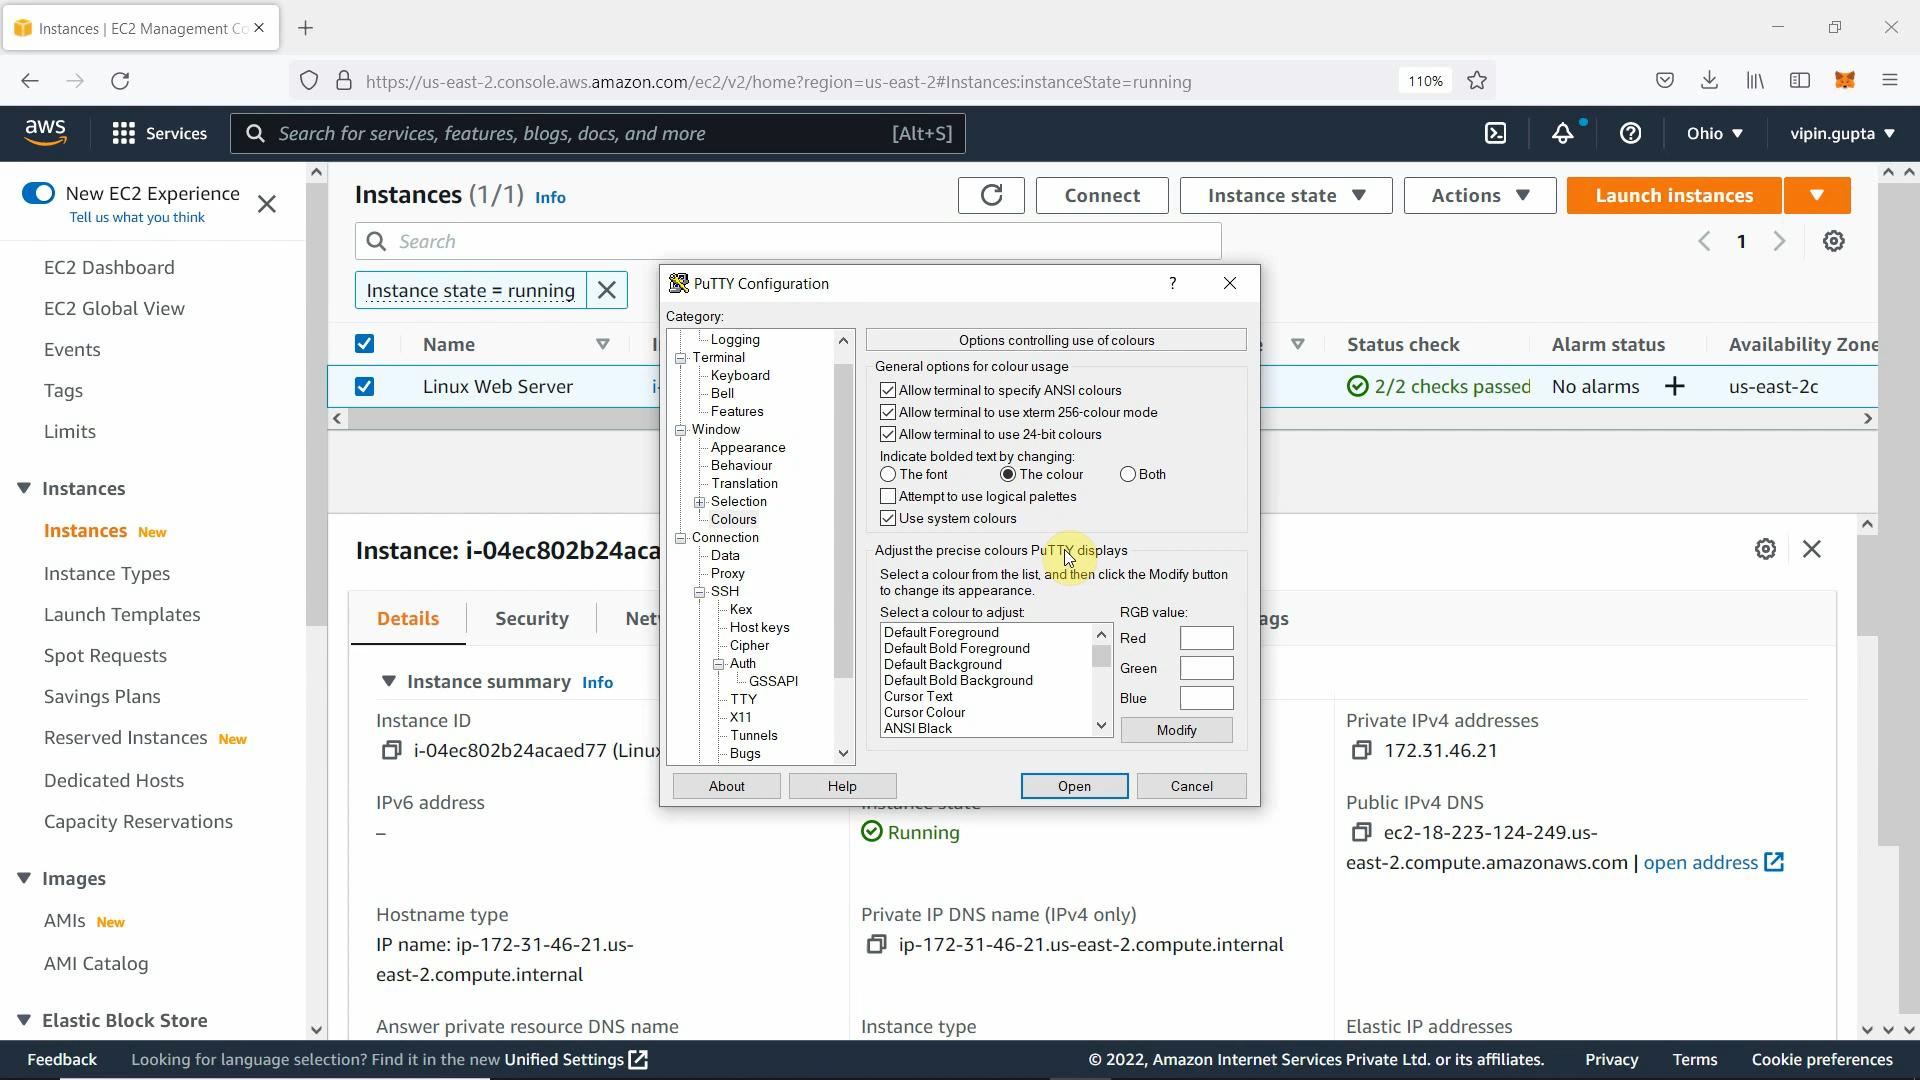 Instances | EC2 Management Co
https://us-east-2.console.aws.amazon.com/ec2/v2/home?region=us-east-2#Instances:instanceState=running
110%
aws
Services
Search for services, features, blogs, docs, and more [Alt+S]
Ohio
vipin.gupta
New EC2 Experience
Tell us what you think
EC2 Dashboard
EC2 Global View
Events
Tags
Limits
Instances
Instances New
Instance Types
Launch Templates
Spot Requests
Savings Plans
Reserved Instances New
Dedicated Hosts
Capacity Reservations
Images
AMIs New
AMI Catalog
Elastic Block Store
Instances (1/1) Info
Connect
Instance state
Actions
Launch instances
Search
1
Instance state = running
Name
Status check
Alarm status
Availability Zone
Linux Web Server
i-
2/2 checks passed
No alarms +
us-east-2c
PuTTY Configuration
?
Category:
Logging
Terminal
Keyboard
Bell
Features
Window
Appearance
Behaviour
Translation
Selection
Colours
Connection
Data
Proxy
SSH
Kex
Host keys
Cipher
Auth
GSSAPI
TTY
X11
Tunnels
Bugs
Options controlling use of colours
General options for colour usage
Allow terminal to specify ANSI colours
Allow terminal to use xterm 256-colour mode
Allow terminal to use 24-bit colours
Indicate bolded text by changing:
The font The colour Both
Attempt to use logical palettes
Use system colours
Adjust the precise colours PuTTY displays
Select a colour from the list, and then click the Modify button
to change its appearance.
Select a colour to adjust:
RGB value:
Default Foreground
Default Bold Foreground
Default Background
Default Bold Background
Cursor Text
Cursor Colour
ANSI Black
Red
Green
Blue
Modify
About
Help
Open
Cancel
Instance: i-04ec802b24aca
Details
Security
Net
ags
Instance summary Info
Instance ID
i-04ec802b24acaed77 (Linu
Private IPv4 addresses
172.31.46.21
IPv6 address
–
Instance state
Running
Public IPv4 DNS
ec2-18-223-124-249.us-
east-2.compute.amazonaws.com | open address
Hostname type
IP name: ip-172-31-46-21.us-
east-2.compute.internal
Private IP DNS name (IPv4 only)
ip-172-31-46-21.us-east-2.compute.internal
Answer private resource DNS name
Instance type
Elastic IP addresses
Feedback
Looking for language selection? Find it in the new Unified Settings
© 2022, Amazon Internet Services Private Ltd. or its affiliates.
Privacy
Terms
Cookie preferences